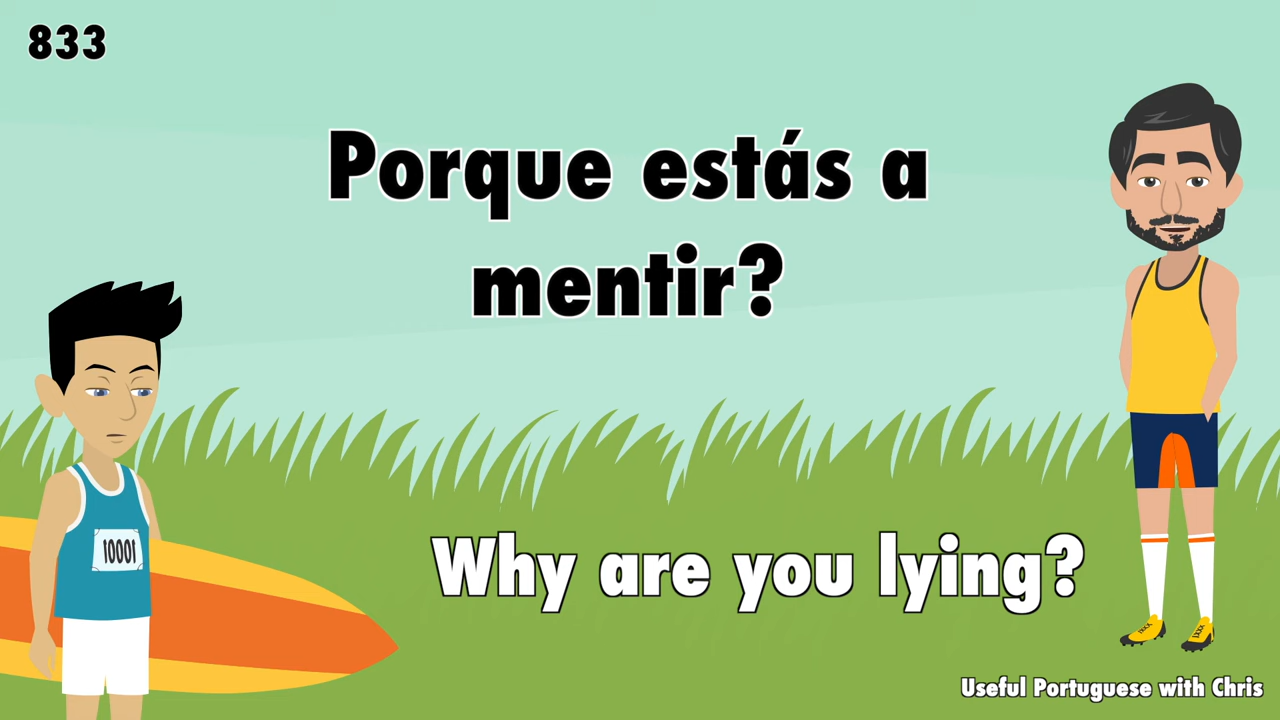 833
Porque estás a
mentir?
10001
Why are you lying?
Useful Portuguese with Chris